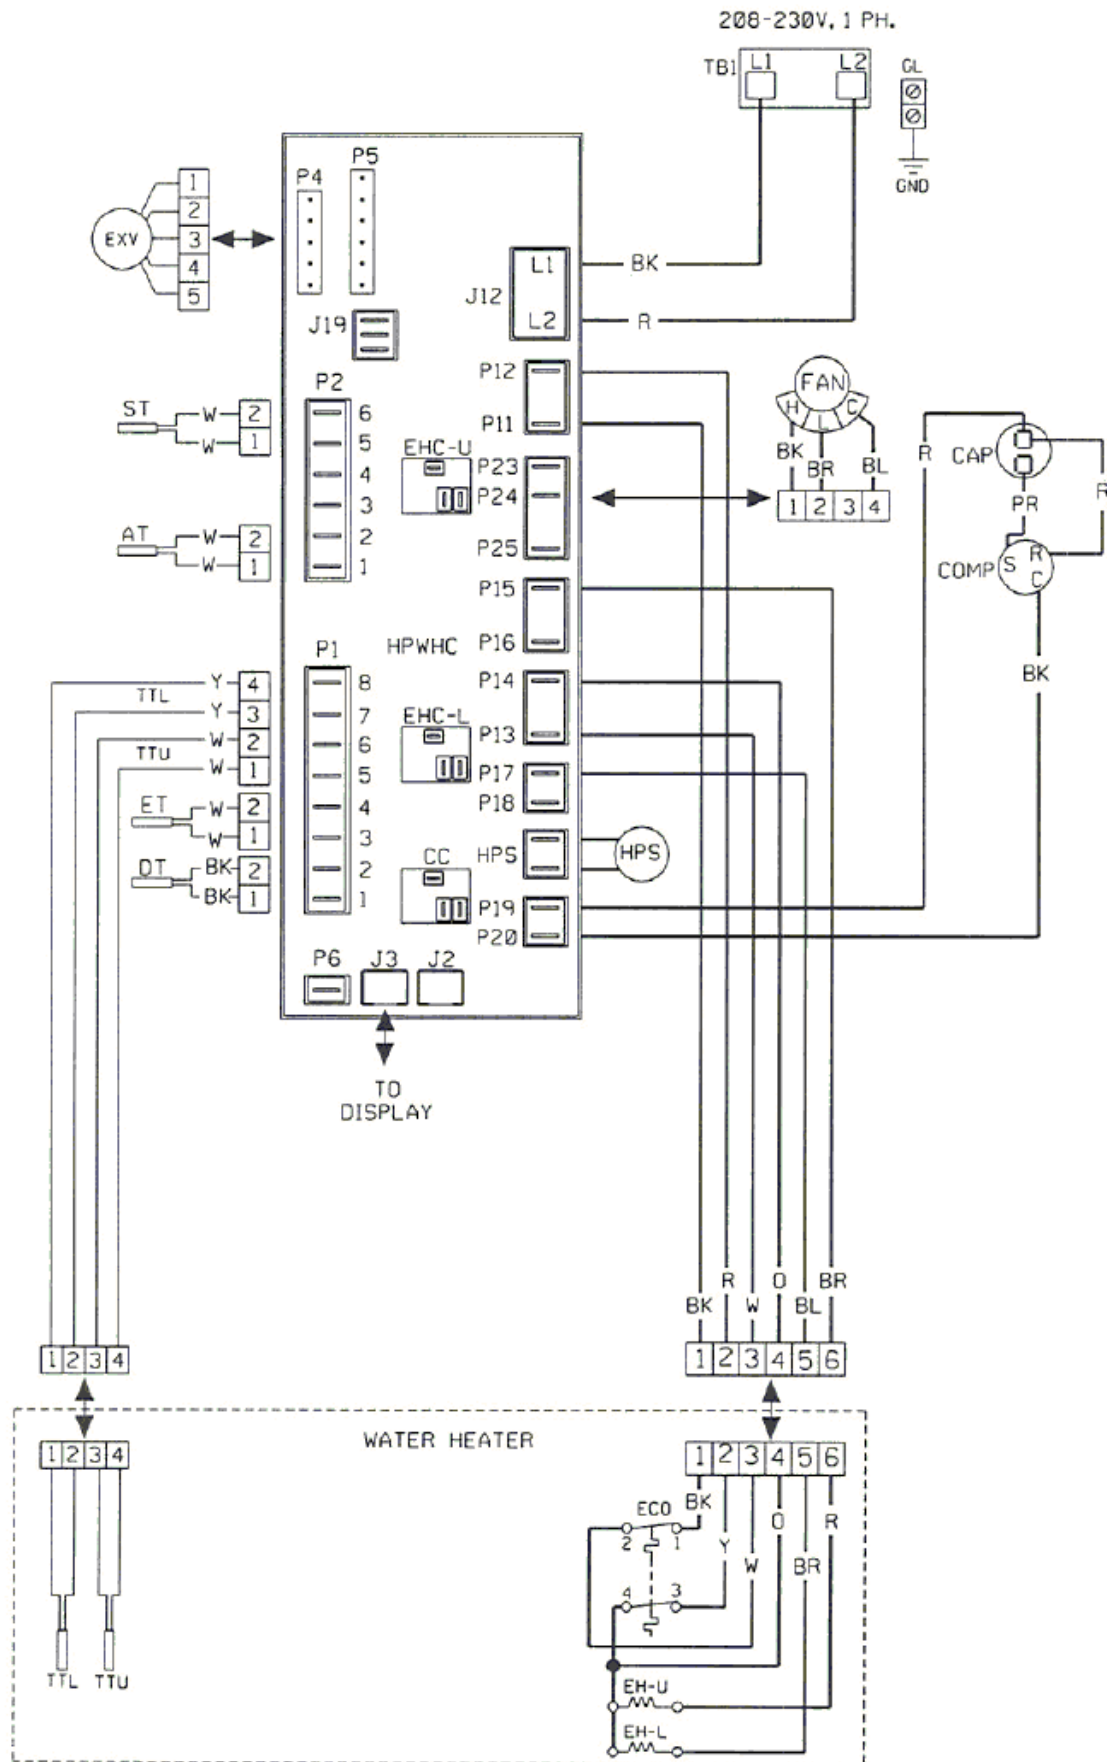 208-230V, 1 PH.
TB1 L1 L2 GL
GND
P4 P5
EXV 1 2 3 4 5
J12 L1 L2
BK
R
J19
P2
6 5 4 3 2 1
ST W 2
W 1
AT W 2
W 1
EHC-U
P12
P11
P23
P24
P25
P15
P16
P14
P13
P17
P18
HPS HPS
P19
P20
FAN
H L C
BK BR BL
1 2 3 4
R CAP R
PR
COMP S R C
BK
HPWHC
P1
8 7 6 5 4 3 2 1
EHC-L
CC
TTL Y 4
Y 3
TTU W 2
W 1
ET W 2
W 1
DT BK 2
BK 1
P6 J3 J2
TO
DISPLAY
BK R W O BL BR
1 2 3 4
1 2 3 4 5 6
WATER HEATER
1 2 3 4
1 2 3 4 5 6
BK Y W O BR R
ECO
2 1
4 3
TTL TTU
EH-U
EH-L